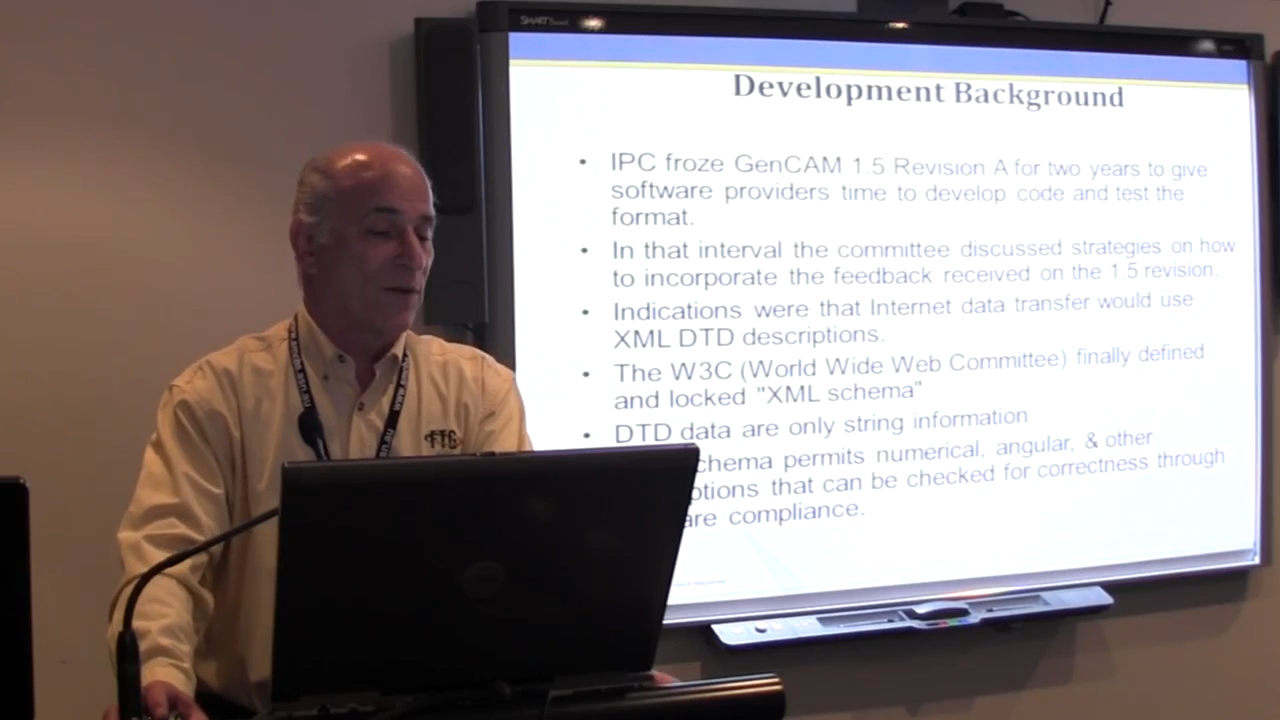 SMART Board
Development Background
• IPC froze GenCAM 1.5 Revision A for two years to give
software providers time to develop code and test the
format.
• In that interval the committee discussed strategies on how
to incorporate the feedback received on the 1.5 revision.
• Indications were that Internet data transfer would use
XML DTD descriptions.
• The W3C (World Wide Web Committee) finally defined
and locked "XML schema"
• DTD data are only string information
chema permits numerical, angular, & other
ptions that can be checked for correctness through
are compliance.
FTG